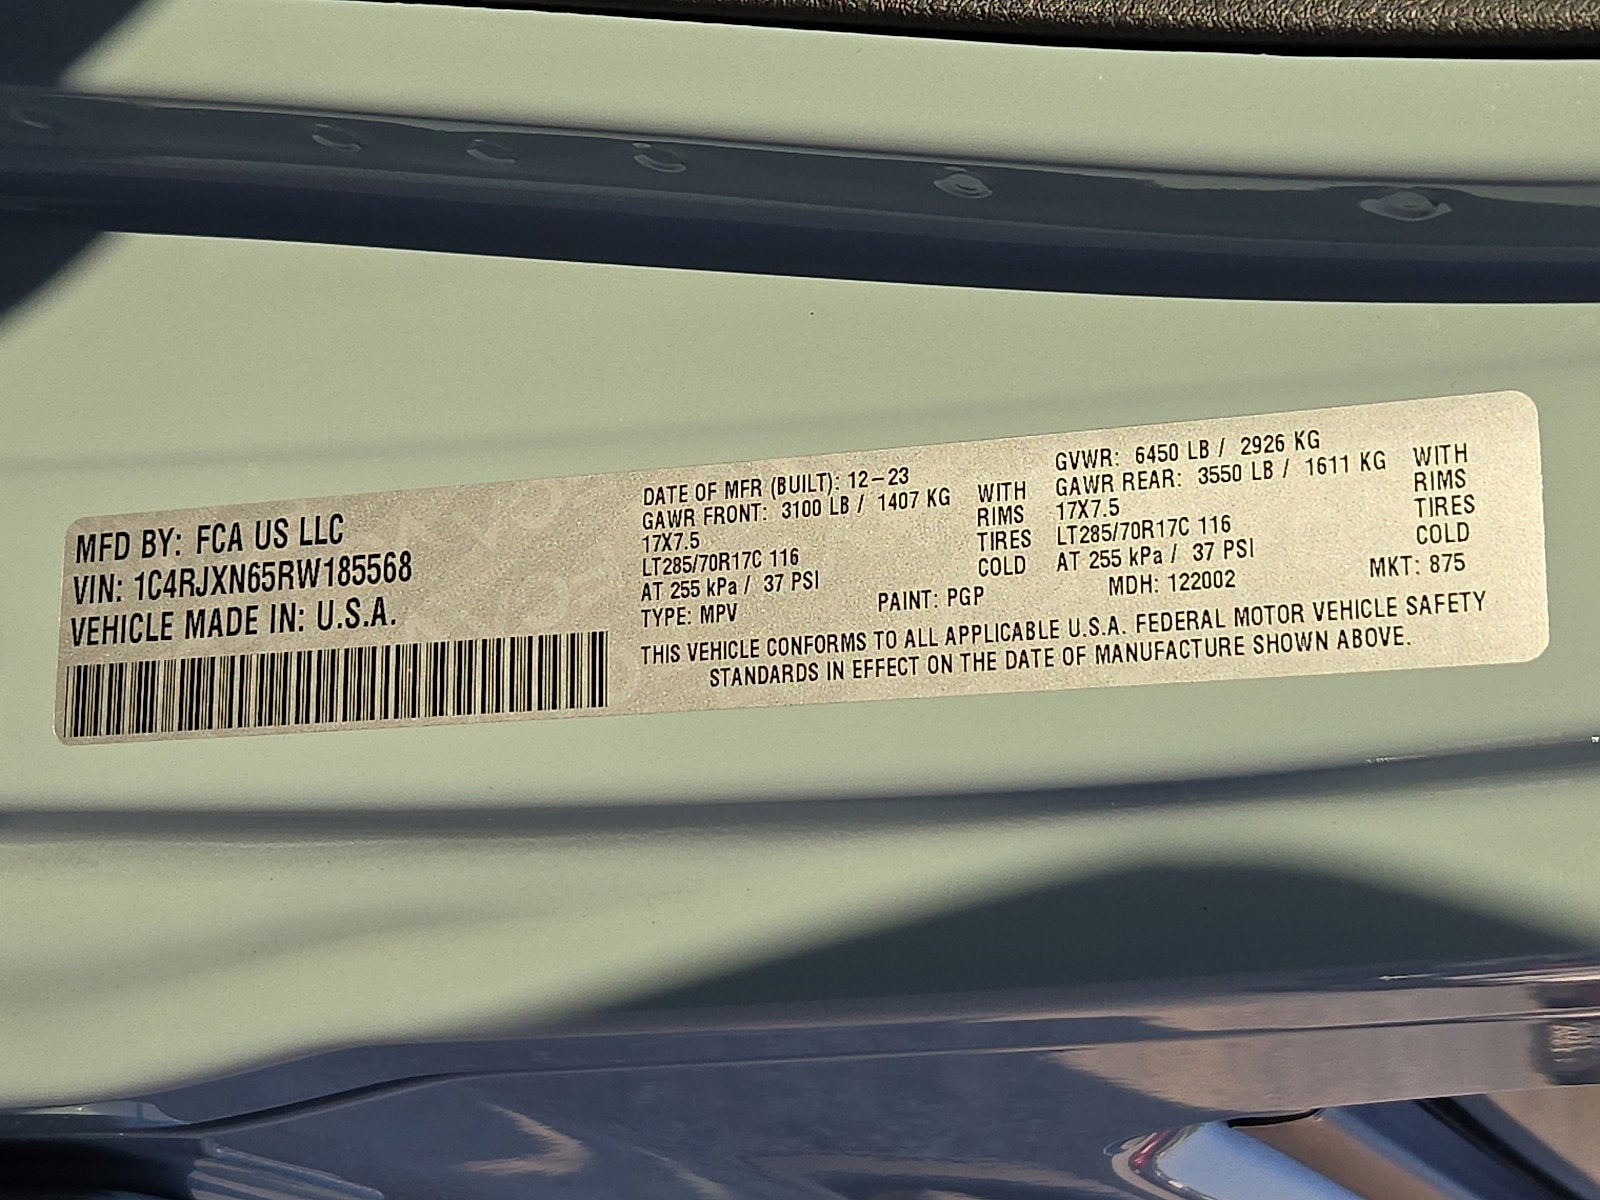 MFD BY: FCA US LLC
VIN: 1C4RJXN65RW185568
VEHICLE MADE IN: U.S.A.
DATE OF MFR (BUILT): 12-23
GAWR FRONT: 3100 LB / 1407 KG WITH
17X7.5 RIMS
LT285/70R17C 116 TIRES
AT 255 kPa / 37 PSI COLD
TYPE: MPV PAINT: PGP
GVWR: 6450 LB / 2926 KG
GAWR REAR: 3550 LB / 1611 KG WITH
17X7.5 RIMS
LT285/70R17C 116 TIRES
AT 255 kPa / 37 PSI COLD
MDH: 122002 MKT: 875
THIS VEHICLE CONFORMS TO ALL APPLICABLE U.S.A. FEDERAL MOTOR VEHICLE SAFETY
STANDARDS IN EFFECT ON THE DATE OF MANUFACTURE SHOWN ABOVE.